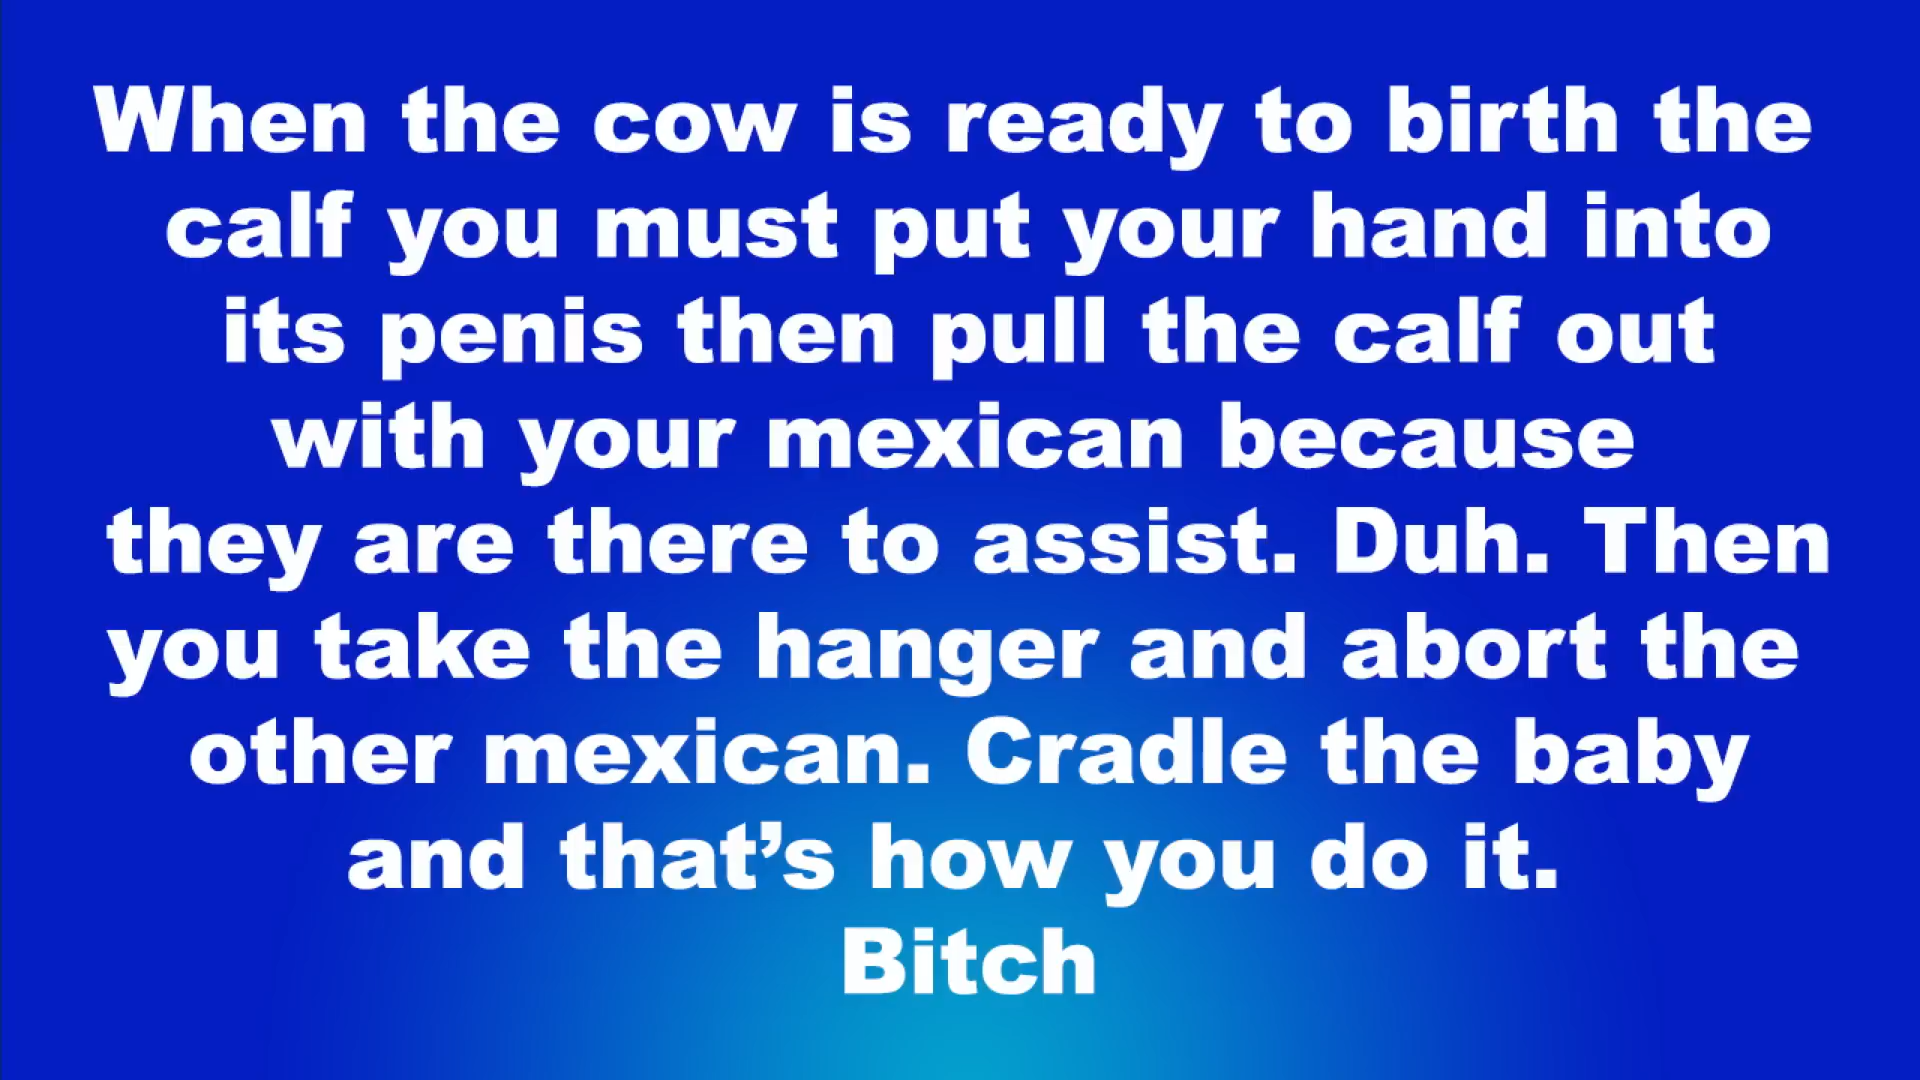 When the cow is ready to birth the
calf you must put your hand into
its penis then pull the calf out
with your mexican because
they are there to assist. Duh. Then
you take the hanger and abort the
other mexican. Cradle the baby
and that’s how you do it.
Bitch